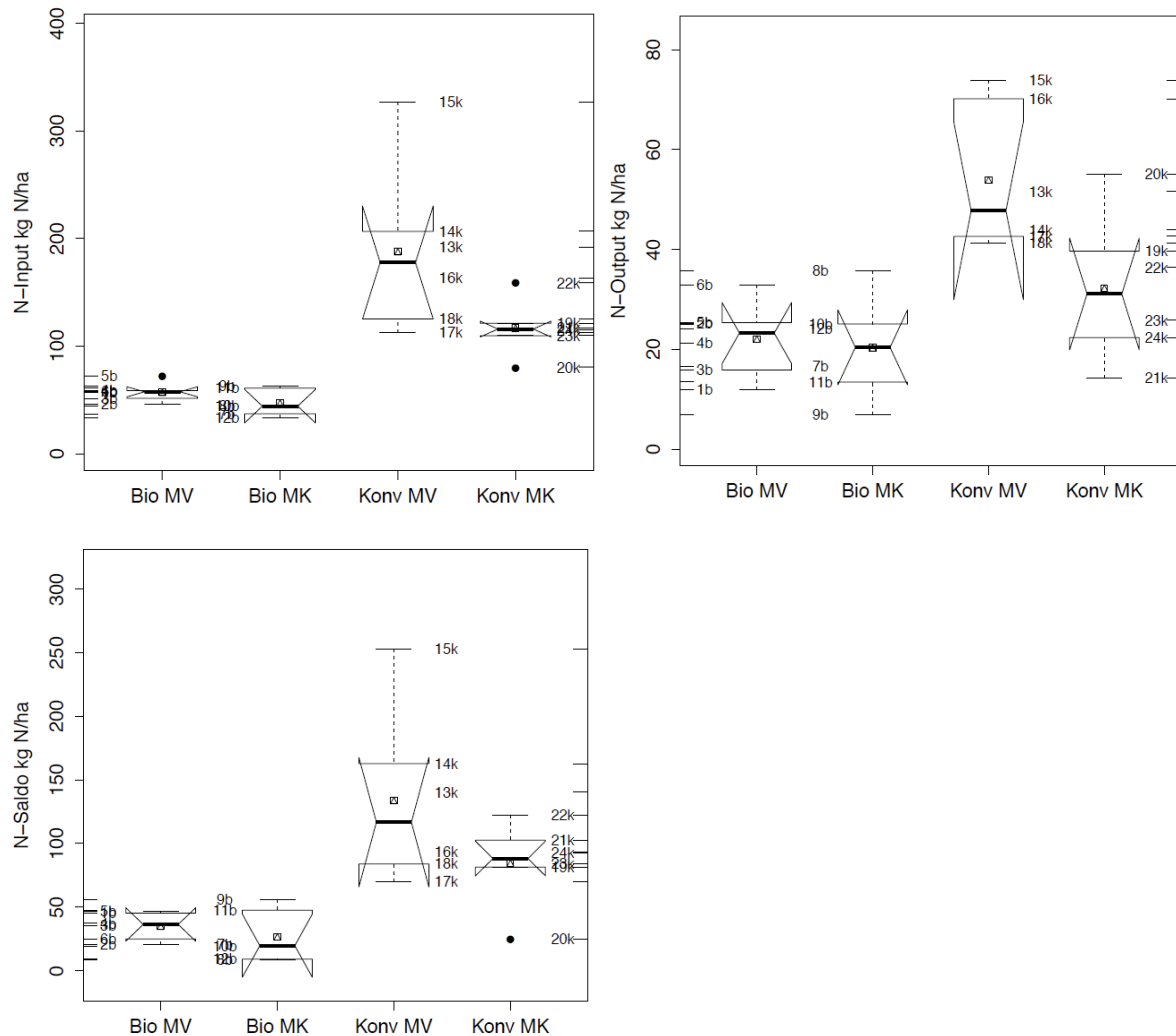 N-Input kg N/ha
400
300
200
100
0
15k
14k
13k
16k
18k
17k
22k
19k
23k
20k
5b
2b
9b
11b
12b
Bio MV
Bio MK
Konv MV
Konv MK
N-Output kg N/ha
80
60
40
20
0
15k
16k
13k
14k
17k
18k
20k
19k
22k
23k
24k
21k
6b
4b
3b
1b
8b
10b
12b
7b
11b
9b
Bio MV
Bio MK
Konv MV
Konv MK
N-Saldo kg N/ha
300
250
200
150
100
50
0
15k
14k
13k
16k
18k
17k
22k
21k
24k
19k
20k
5b
1b
3b
6b
2b
9b
11b
7b
10b
12b
Bio MV
Bio MK
Konv MV
Konv MK